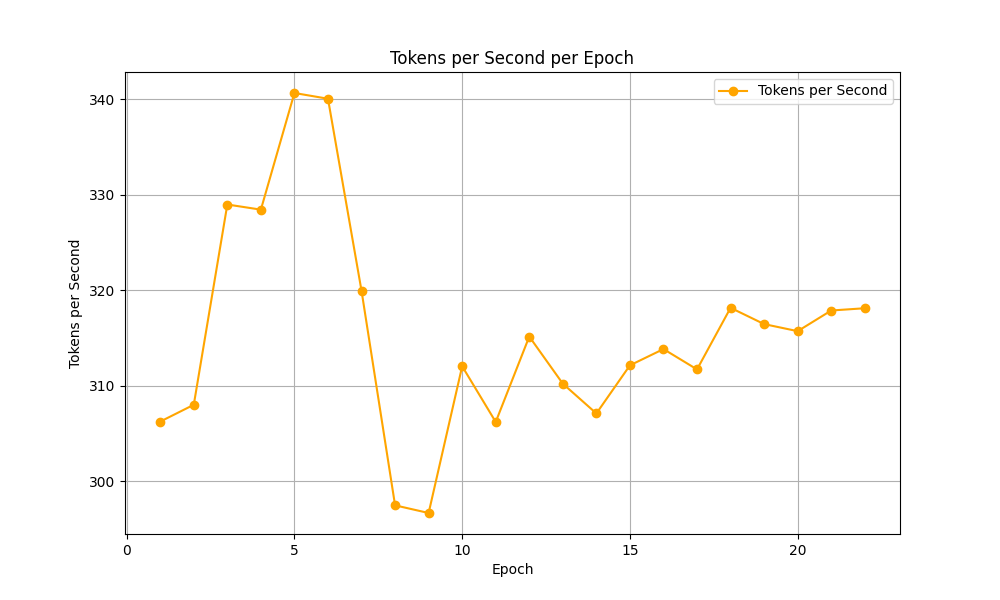 Tokens per Second per Epoch
Tokens per Second
340
330
320
310
300
Tokens per Second
0 5 10 15 20
Epoch